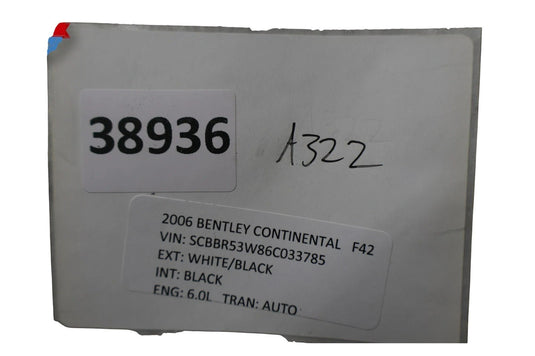 38936
A322
2006 BENTLEY CONTINENTAL F42
VIN: SCBBR53W86C033785
EXT: WHITE/BLACK
INT: BLACK
ENG: 6.0L TRAN: AUTO